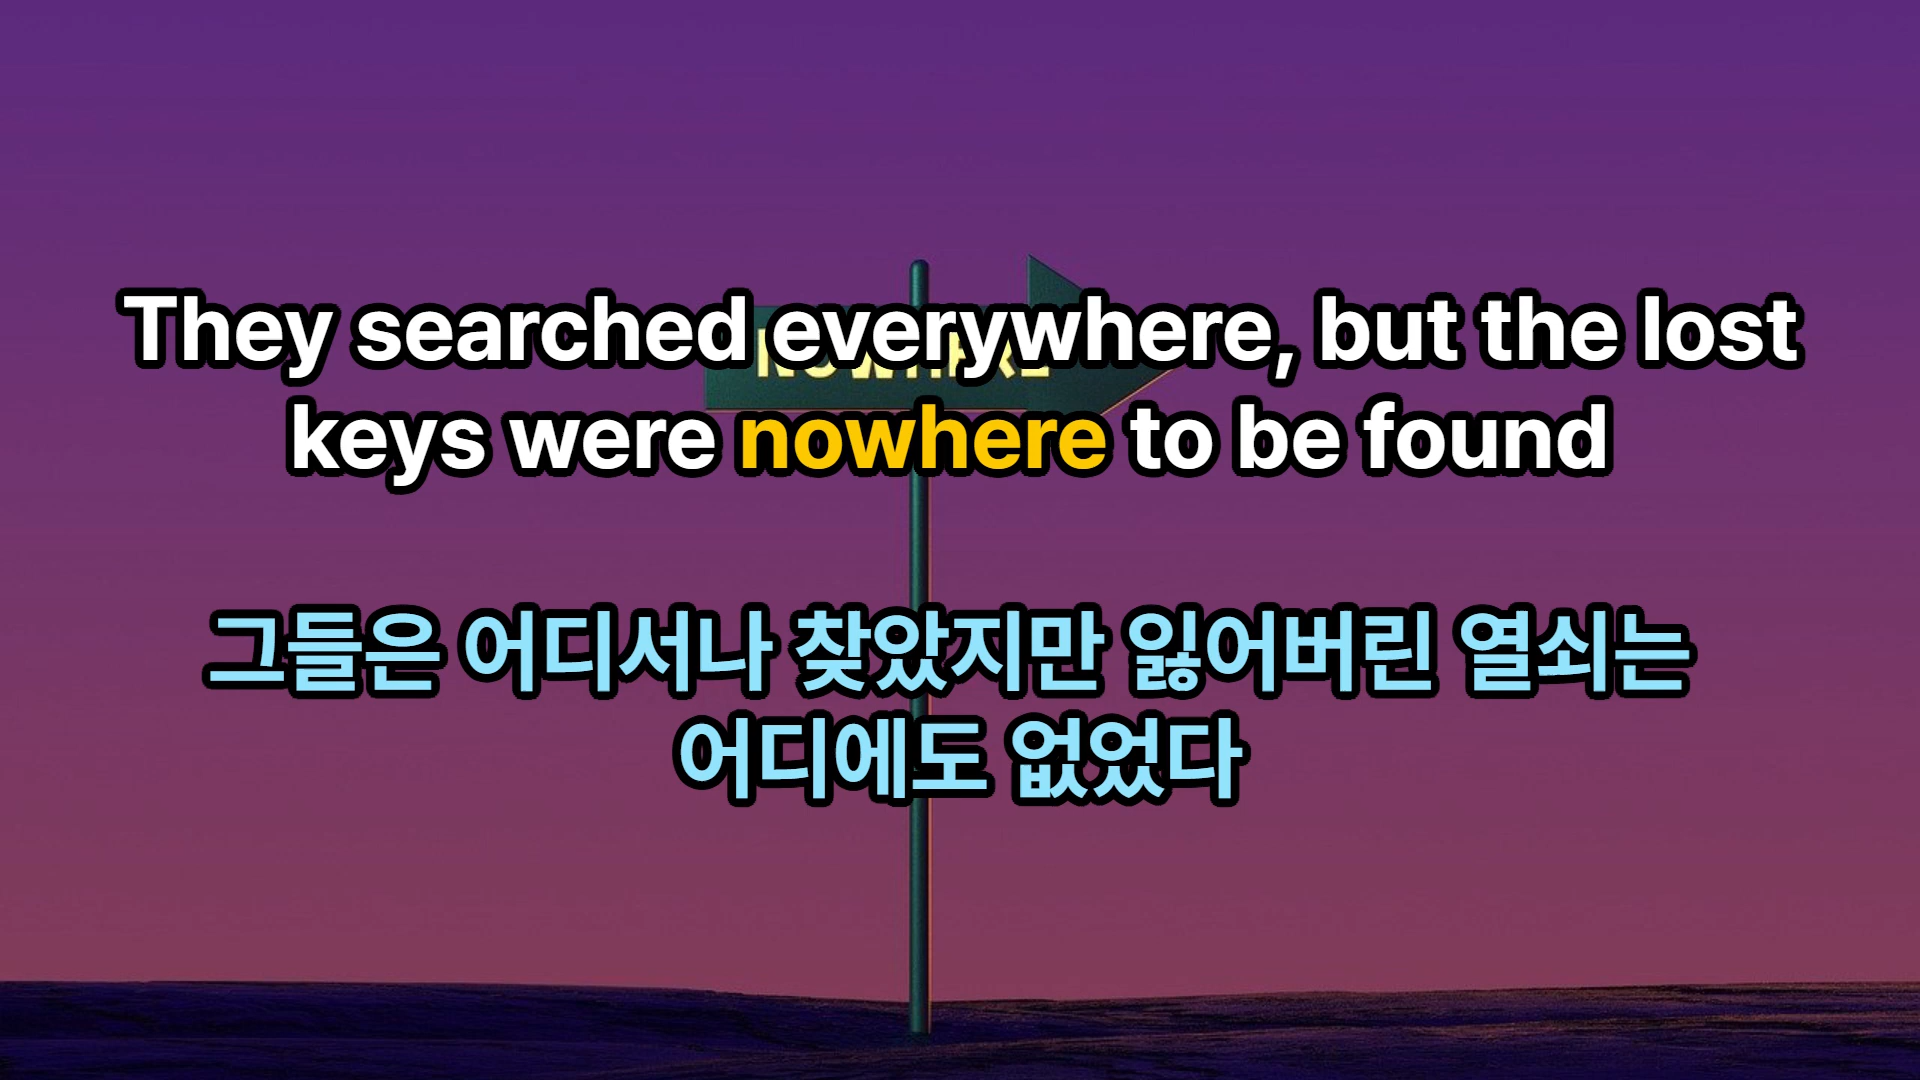 They searched everywhere, but the lost
keys were nowhere to be found
그들은 어디서나 찾았지만 잃어버린 열쇠는
어디에도 없었다
NOWHERE